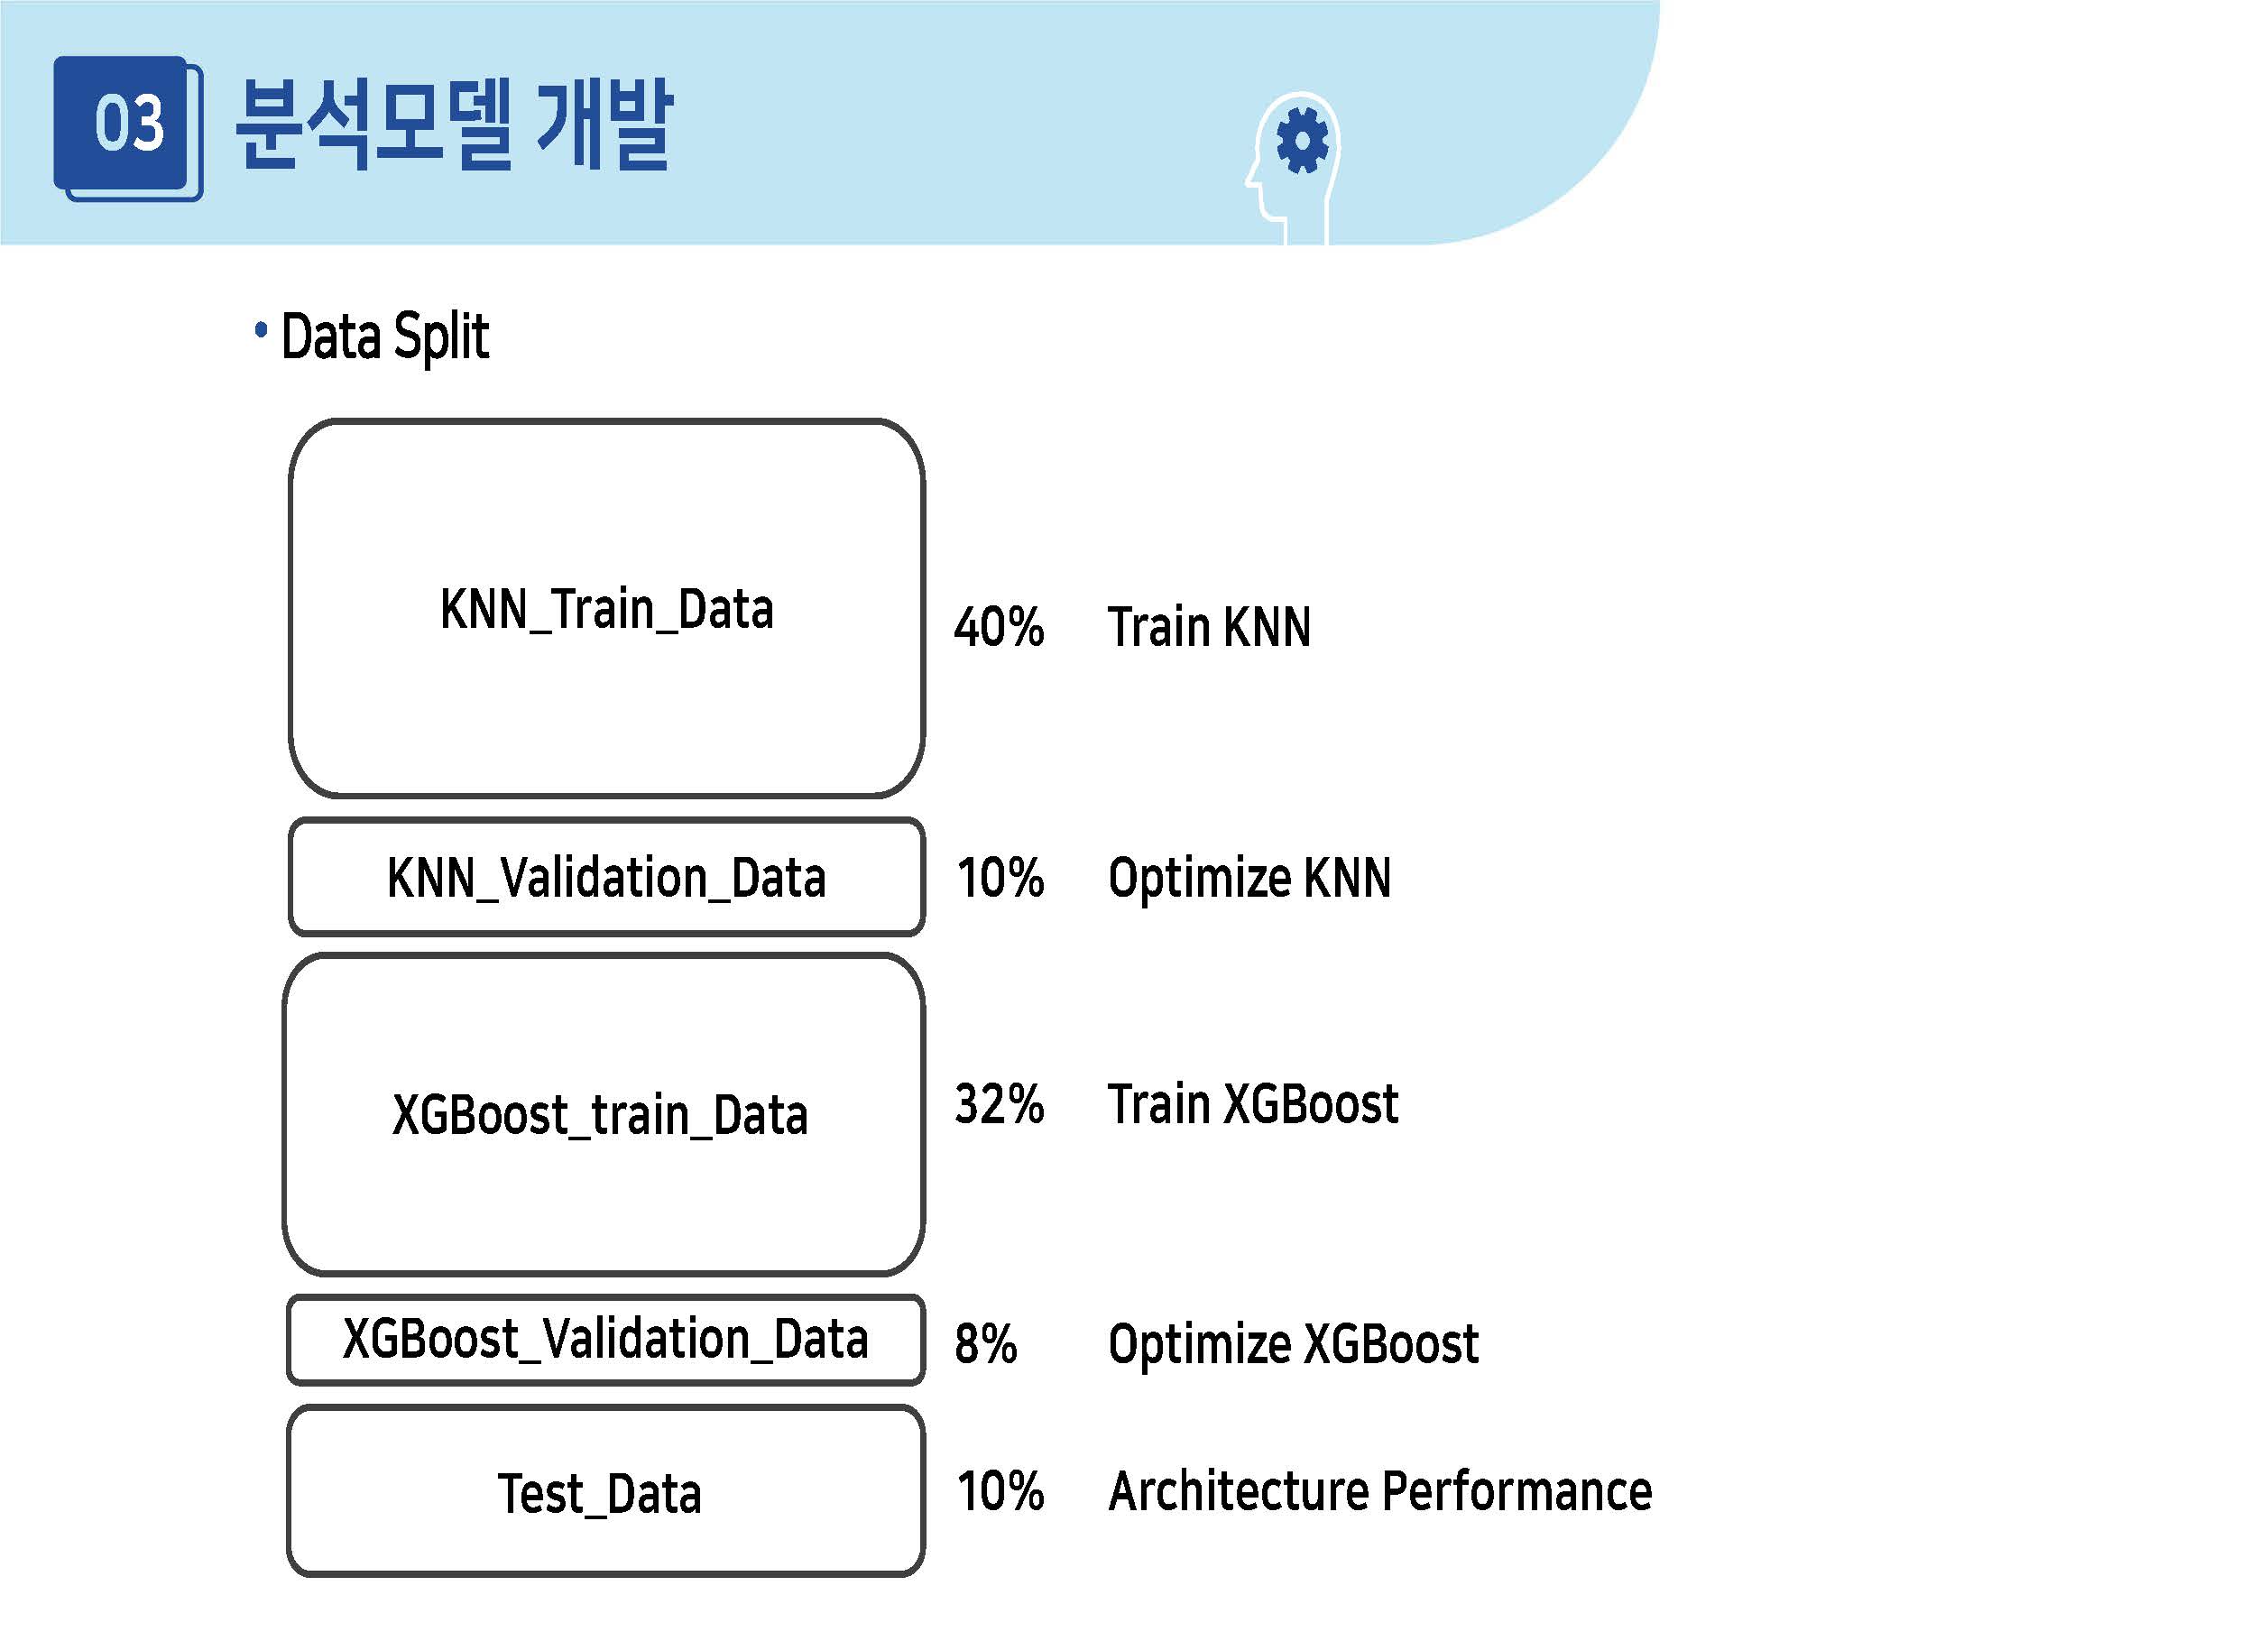 03 분석모델 개발
• Data Split
KNN_Train_Data 40% Train KNN
KNN_Validation_Data 10% Optimize KNN
XGBoost_train_Data 32% Train XGBoost
XGBoost_Validation_Data 8% Optimize XGBoost
Test_Data 10% Architecture Performance